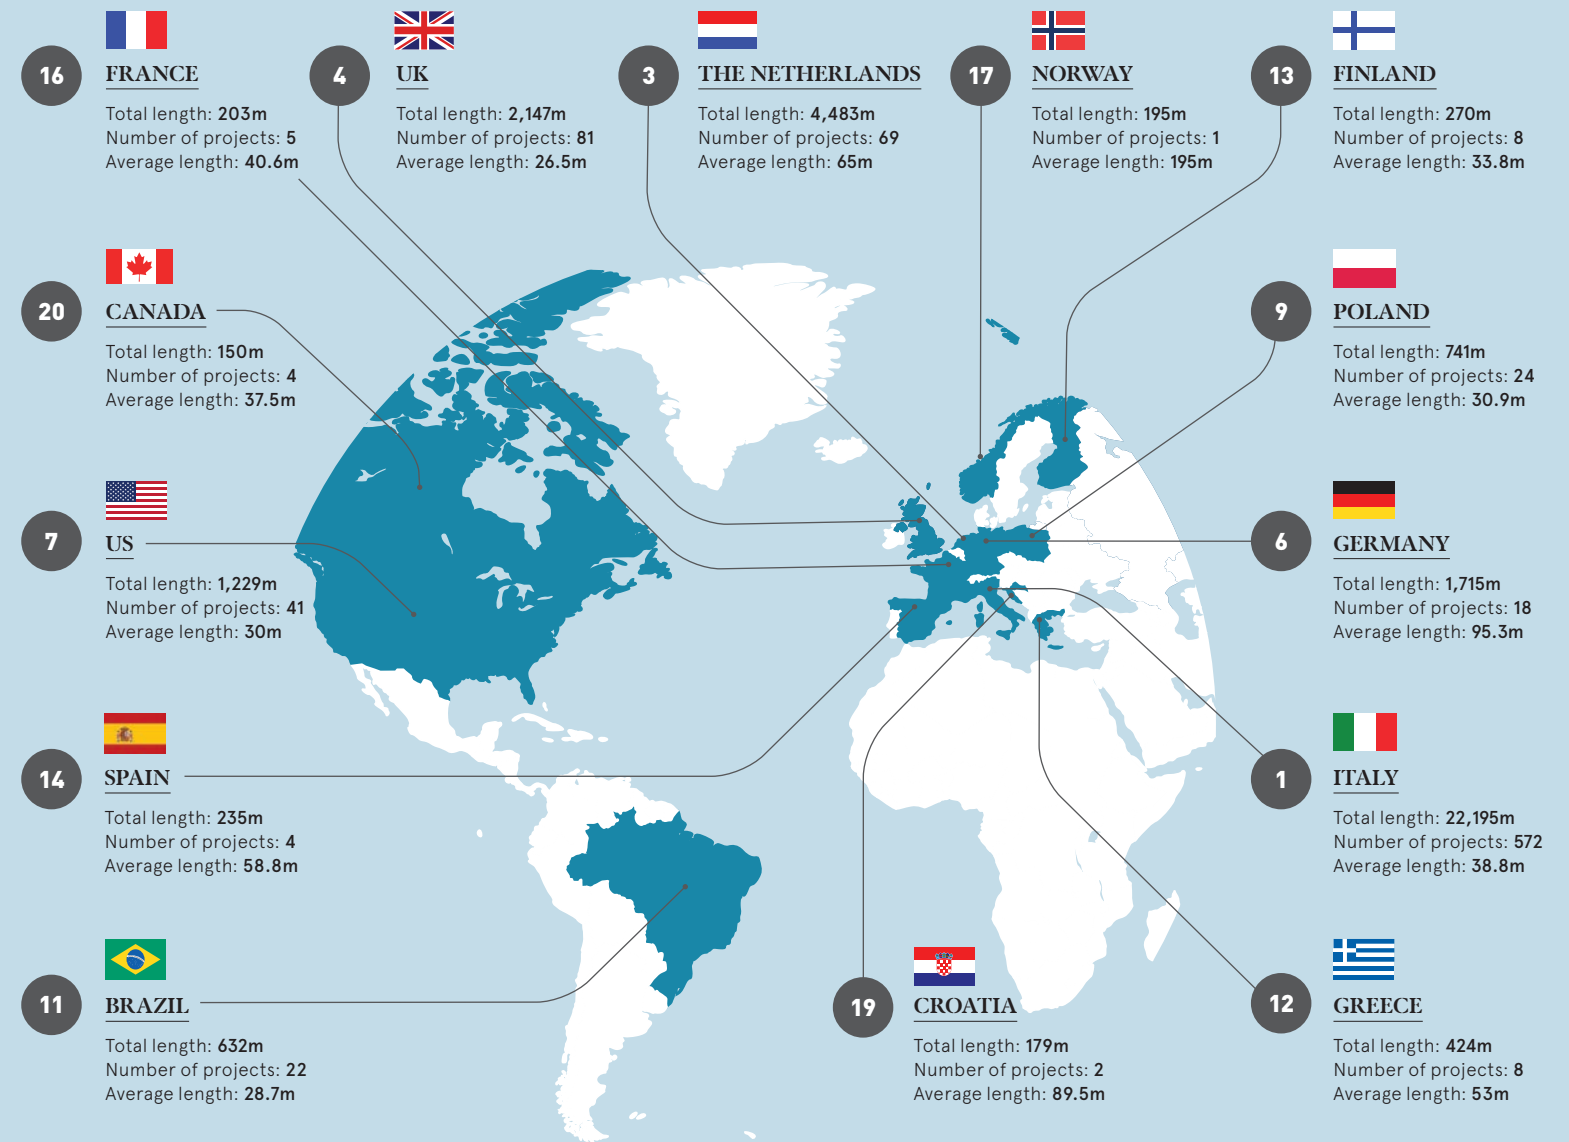 16
FRANCE
Total length: 203m
Number of projects: 5
Average length: 40.6m
4
UK
Total length: 2,147m
Number of projects: 81
Average length: 26.5m
3
THE NETHERLANDS
Total length: 4,483m
Number of projects: 69
Average length: 65m
17
NORWAY
Total length: 195m
Number of projects: 1
Average length: 195m
13
FINLAND
Total length: 270m
Number of projects: 8
Average length: 33.8m
20
CANADA
Total length: 150m
Number of projects: 4
Average length: 37.5m
9
POLAND
Total length: 741m
Number of projects: 24
Average length: 30.9m
7
US
Total length: 1,229m
Number of projects: 41
Average length: 30m
6
GERMANY
Total length: 1,715m
Number of projects: 18
Average length: 95.3m
14
SPAIN
Total length: 235m
Number of projects: 4
Average length: 58.8m
1
ITALY
Total length: 22,195m
Number of projects: 572
Average length: 38.8m
11
BRAZIL
Total length: 632m
Number of projects: 22
Average length: 28.7m
19
CROATIA
Total length: 179m
Number of projects: 2
Average length: 89.5m
12
GREECE
Total length: 424m
Number of projects: 8
Average length: 53m